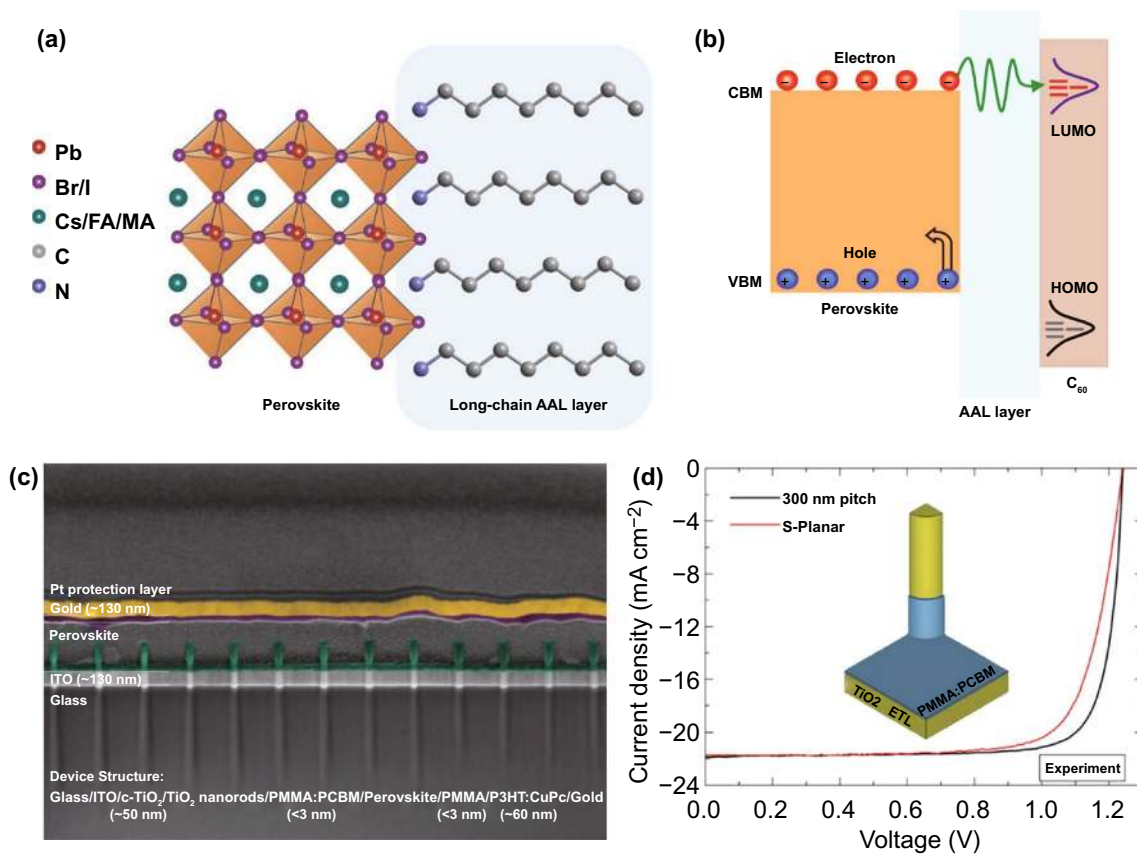 (a)
Pb
Br/I
Cs/FA/MA
C
N
Perovskite
Long-chain AAL layer
(b)
Electron
CBM
− − − − −
LUMO
Hole
HOMO
VBM
+ + + + +
Perovskite
C₆₀
AAL layer
(c)
Pt protection layer
Gold (~130 nm)
Perovskite
ITO (~130 nm)
Glass
Device Structure:
Glass/ITO/c-TiO₂/TiO₂ nanorods/PMMA:PCBM/Perovskite/PMMA/P3HT:CuPc/Gold
(~50 nm) (<3 nm) (<3 nm) (~60 nm)
(d)
0
−4
−8
−12
−16
−20
−24
Current density (mA cm⁻²)
300 nm pitch
S-Planar
TiO2 ETL
PMMA:PCBM
Experiment
0.0 0.2 0.4 0.6 0.8 1.0 1.2
Voltage (V)